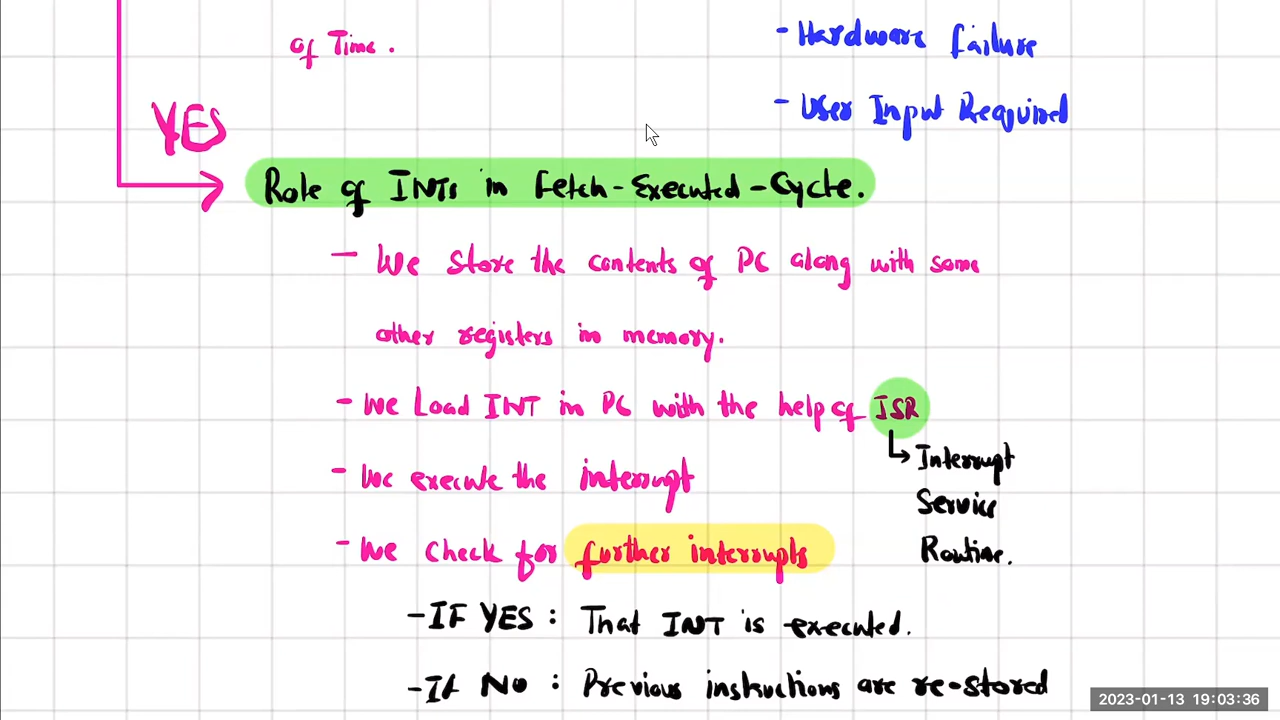 of Time.
- Hardware failure
- User Input Required
YES
Role of INTs in Fetch-Executed-Cycle.
- We store the contents of PC along with some
other registers in memory.
- We Load INT in PC with the help of ISR
Interrupt
Service
Routine.
- We execute the interrupt
- We check for further interrupts
- IF YES : That INT is executed.
- If No : Previous instructions are re-stored
2023-01-13 19:03:36